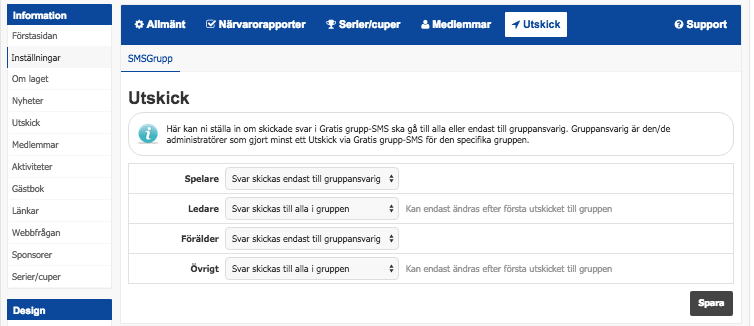 Information
Förstasidan
Inställningar
Om laget
Nyheter
Utskick
Medlemmar
Aktiviteter
Gästbok
Länkar
Webbfrågan
Sponsorer
Serier/cuper
Design
Allmänt Närvarorapporter Serier/cuper Medlemmar Utskick Support
SMSGrupp
Utskick
Här kan ni ställa in om skickade svar i Gratis grupp-SMS ska gå till alla eller endast till gruppansvarig. Gruppansvarig är den/de
administratörer som gjort minst ett Utskick via Gratis grupp-SMS för den specifika gruppen.
Spelare Svar skickas endast till gruppansvarig
Ledare Svar skickas till alla i gruppen Kan endast ändras efter första utskicket till gruppen
Förälder Svar skickas endast till gruppansvarig
Övrigt Svar skickas till alla i gruppen Kan endast ändras efter första utskicket till gruppen
Spara